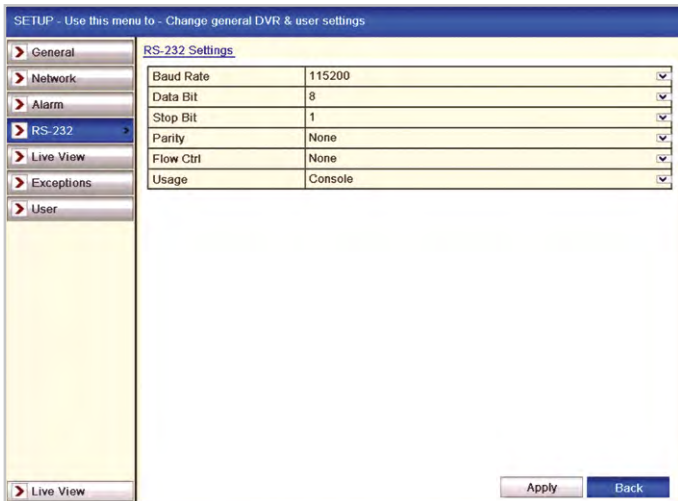 SETUP - Use this menu to - Change general DVR & user settings
General
Network
Alarm
RS-232
Live View
Exceptions
User
Live View
RS-232 Settings
Baud Rate 115200
Data Bit 8
Stop Bit 1
Parity None
Flow Ctrl None
Usage Console
Apply Back